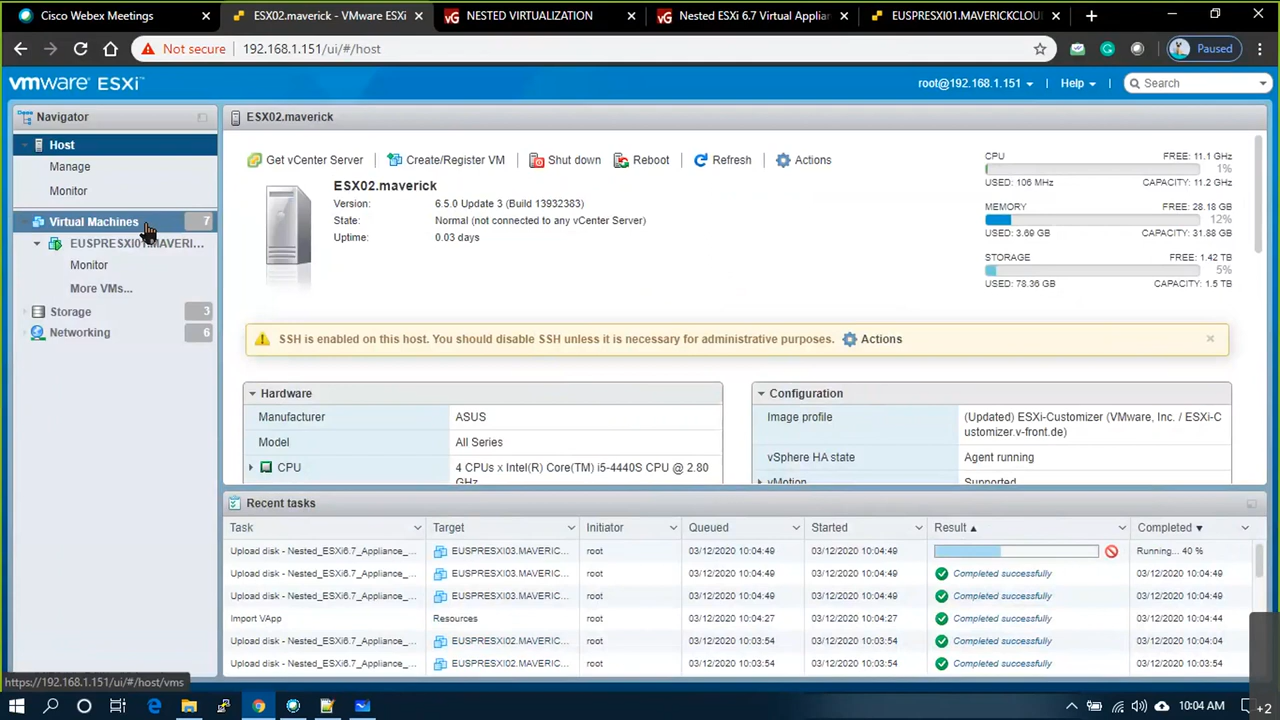 Cisco Webex Meetings
ESX02.maverick - VMware ESXi
NESTED VIRTUALIZATION
Nested ESXi 6.7 Virtual Applian
EUSPRESXI01.MAVERICKCLOU
Not secure
192.168.1.151/ui/#/host
Paused
vmware ESXi™
root@192.168.1.151
Help
Search
Navigator
Host
Manage
Monitor
Virtual Machines
7
EUSPRESXI01.MAVERI...
Monitor
More VMs...
Storage
3
Networking
6
ESX02.maverick
Get vCenter Server
Create/Register VM
Shut down
Reboot
Refresh
Actions
ESX02.maverick
Version: 6.5.0 Update 3 (Build 13932383)
State: Normal (not connected to any vCenter Server)
Uptime: 0.03 days
CPU FREE: 11.1 GHz
1%
USED: 106 MHz CAPACITY: 11.2 GHz
MEMORY FREE: 28.18 GB
12%
USED: 3.69 GB CAPACITY: 31.88 GB
STORAGE FREE: 1.42 TB
5%
USED: 78.36 GB CAPACITY: 1.5 TB
SSH is enabled on this host. You should disable SSH unless it is necessary for administrative purposes. Actions
Hardware
Manufacturer ASUS
Model All Series
CPU 4 CPUs x Intel(R) Core(TM) i5-4440S CPU @ 2.80
GHz
Configuration
Image profile (Updated) ESXi-Customizer (VMware, Inc. / ESXi-C
ustomizer.v-front.de)
vSphere HA state Agent running
vMotion Supported
Recent tasks
Task Target Initiator Queued Started Result Completed
Upload disk - Nested_ESXi6.7_Appliance_... EUSPRESXI03.MAVERIC... root 03/12/2020 10:04:49 03/12/2020 10:04:49 Running... 40 %
Upload disk - Nested_ESXi6.7_Appliance_... EUSPRESXI03.MAVERIC... root 03/12/2020 10:04:49 03/12/2020 10:04:49 Completed successfully 03/12/2020 10:04:49
Upload disk - Nested_ESXi6.7_Appliance_... EUSPRESXI03.MAVERIC... root 03/12/2020 10:04:49 03/12/2020 10:04:49 Completed successfully 03/12/2020 10:04:49
Import VApp Resources root 03/12/2020 10:04:27 03/12/2020 10:04:27 Completed successfully 03/12/2020 10:04:44
Upload disk - Nested_ESXi6.7_Appliance_... EUSPRESXI02.MAVERIC... root 03/12/2020 10:03:54 03/12/2020 10:03:54 Completed successfully 03/12/2020 10:04:04
Upload disk - Nested_ESXi6.7_Appliance_... EUSPRESXI02.MAVERIC... root 03/12/2020 10:03:54 03/12/2020 10:03:54 Completed successfully 03/12/2020 10:03:54
https://192.168.1.151/ui/#/host/vms
10:04 AM
+2